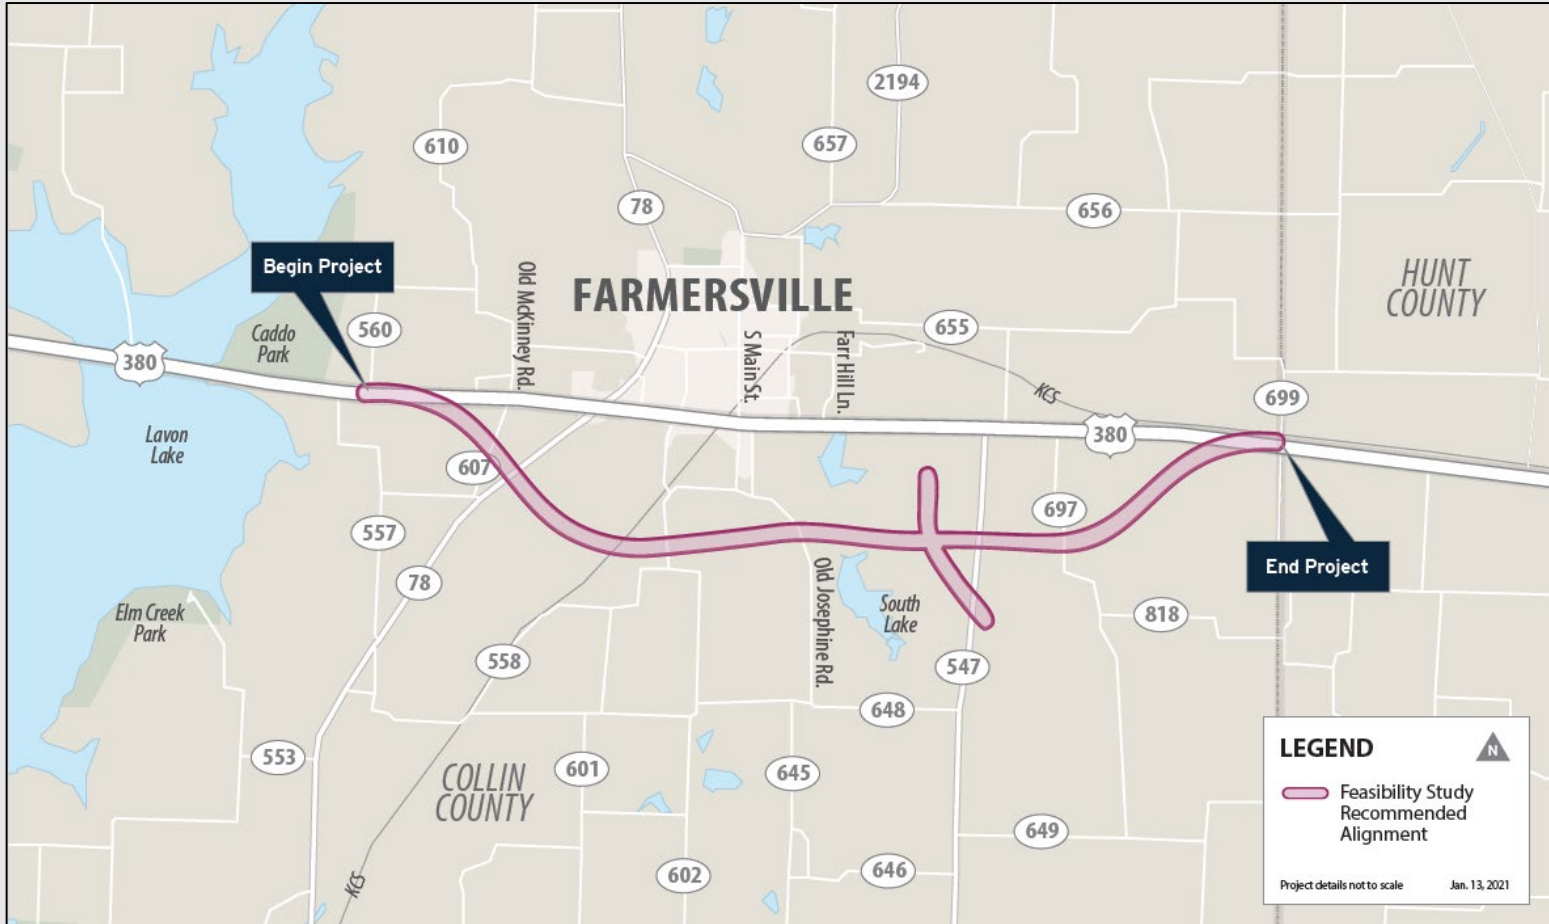 2194
610
657
78
656
Begin Project
FARMERSVILLE
HUNT
COUNTY
Old McKinney Rd.
Caddo
Park
560
655
S Main St.
Farr Hill Ln.
380
KCS
699
380
Lavon
Lake
607
697
557
End Project
78
Old Josephine Rd.
South
Lake
Elm Creek
Park
818
558
547
648
553
COLLIN
COUNTY
601
645
649
646
602
KCS
LEGEND
N
Feasibility Study
Recommended
Alignment
Project details not to scale
Jan. 13, 2021